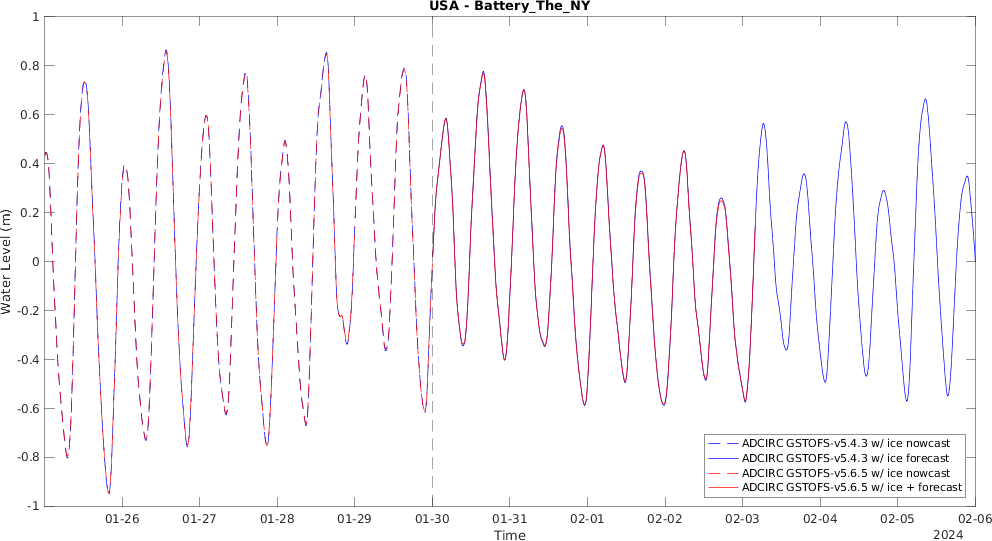 USA - Battery_The_NY
1
0.8
0.6
0.4
0.2
0
-0.2
-0.4
-0.6
-0.8
-1
Water Level (m)
01-26 01-27 01-28 01-29 01-30 01-31 02-01 02-02 02-03 02-04 02-05 02-06
Time
2024
ADCIRC GSTOFS-v5.4.3 w/ ice nowcast
ADCIRC GSTOFS-v5.4.3 w/ ice forecast
ADCIRC GSTOFS-v5.6.5 w/ ice nowcast
ADCIRC GSTOFS-v5.6.5 w/ ice + forecast